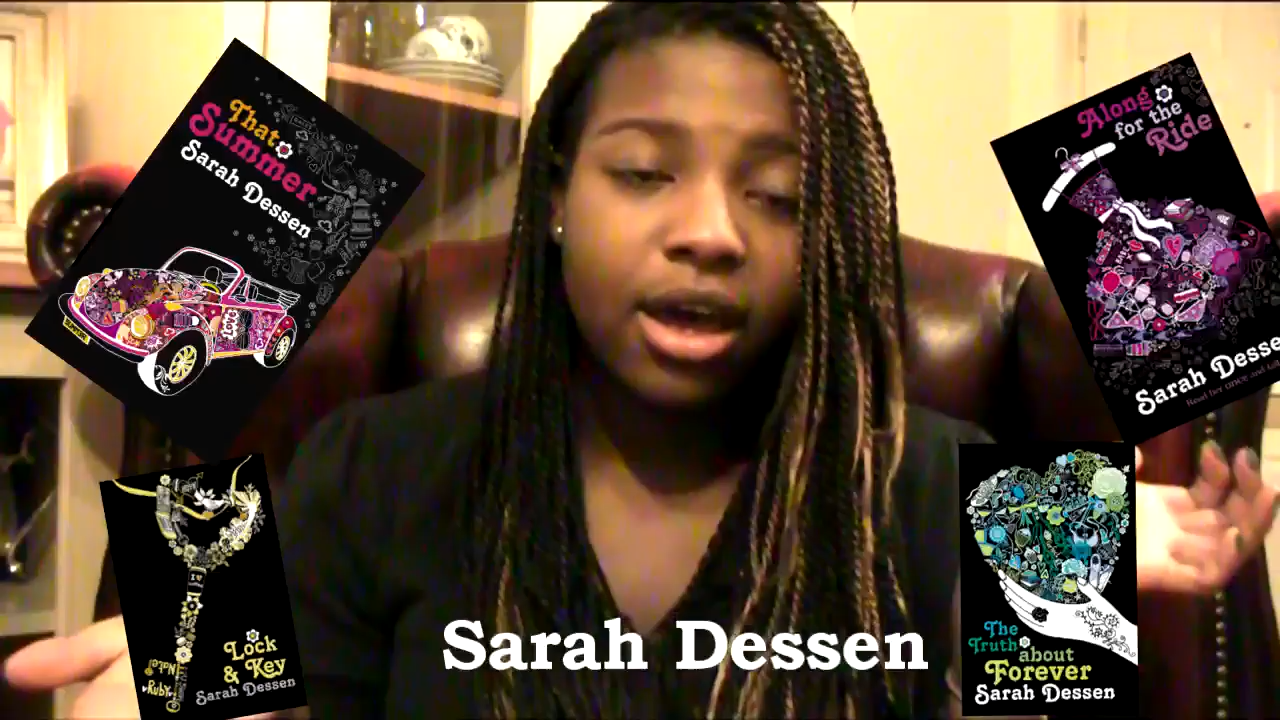 That
Summer
Sarah Dessen
Along
for the
Ride
Sarah Desse
Lock
& Key
Sarah Dessen
Ruby
The
Truth
about
Forever
Sarah Dessen
Sarah Dessen